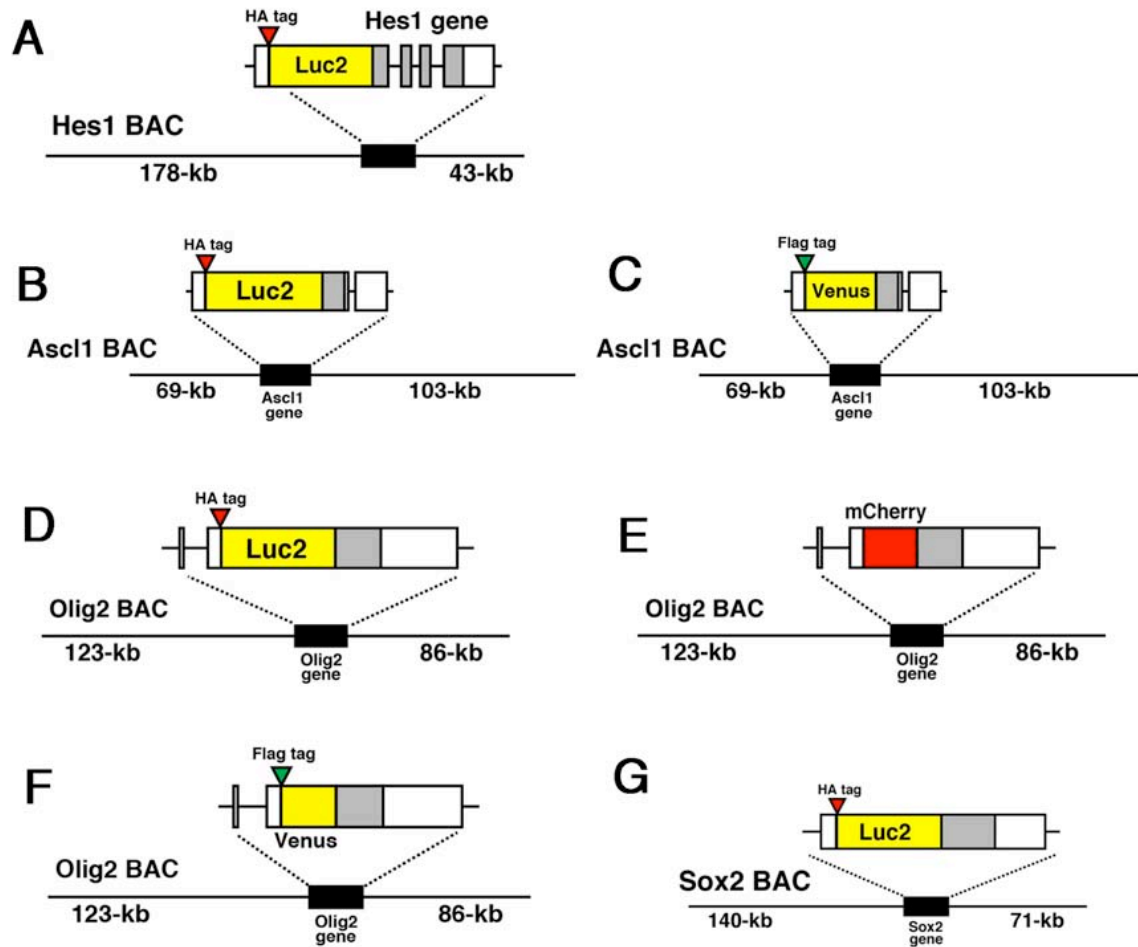 A
HA tag
Hes1 gene
Luc2
Hes1 BAC
178-kb
43-kb
B
HA tag
Luc2
Ascl1 BAC
69-kb
Ascl1
gene
103-kb
C
Flag tag
Venus
Ascl1 BAC
69-kb
Ascl1
gene
103-kb
D
HA tag
Luc2
Olig2 BAC
123-kb
Olig2
gene
86-kb
E
mCherry
Olig2 BAC
123-kb
Olig2
gene
86-kb
F
Flag tag
Venus
Olig2 BAC
123-kb
Olig2
gene
86-kb
G
HA tag
Luc2
Sox2 BAC
140-kb
Sox2
gene
71-kb